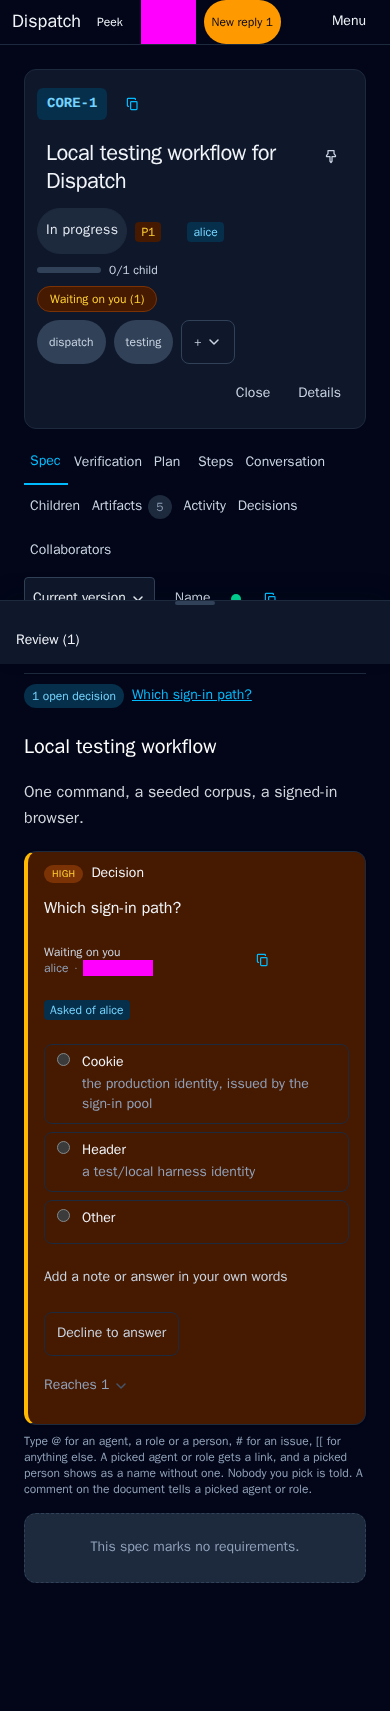 Dispatch
Peek
New reply 1
Menu
CORE-1
Local testing workflow for
Dispatch
In progress
P1
alice
0/1 child
Waiting on you (1)
dispatch
testing
+
Close
Details
Spec
Verification
Plan
Steps
Conversation
Children
Artifacts 5
Activity
Decisions
Collaborators
Current version
Name
Review (1)
1 open decision
Which sign-in path?
Local testing workflow
One command, a seeded corpus, a signed-in
browser.
HIGH
Decision
Which sign-in path?
Waiting on you
alice ·
Asked of alice
Cookie
the production identity, issued by the
sign-in pool
Header
a test/local harness identity
Other
Add a note or answer in your own words
Decline to answer
Reaches 1
Type @ for an agent, a role or a person, # for an issue, [[ for
anything else. A picked agent or role gets a link, and a picked
person shows as a name without one. Nobody you pick is told. A
comment on the document tells a picked agent or role.
This spec marks no requirements.